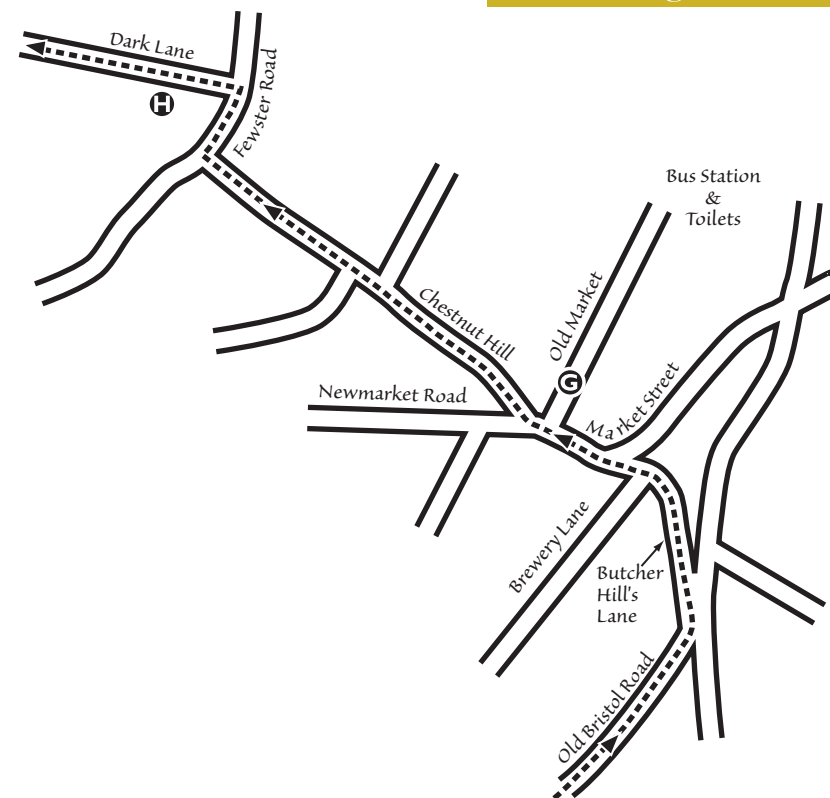 Dark Lane
H
Fewster Road
Bus Station
&
Toilets
Chestnut Hill
Old Market
G
Newmarket Road
Market Street
Brewery Lane
Butcher
Hill's
Lane
Old Bristol Road